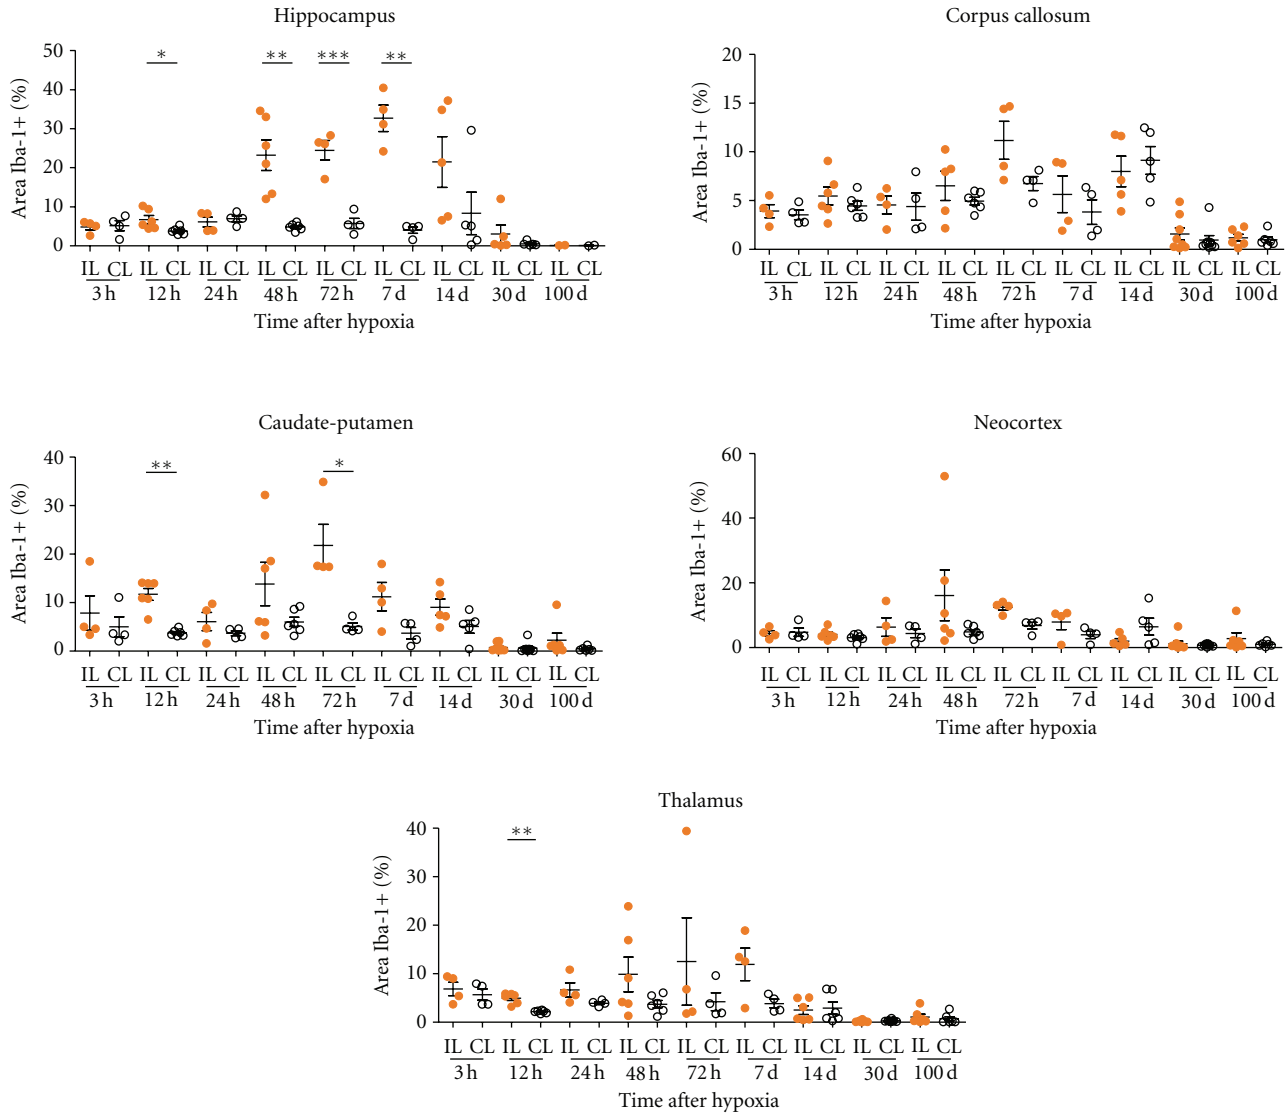 Hippocampus
Area Iba-1+ (%)
50
40
30
20
10
0
* ** *** **
IL CL IL CL IL CL IL CL IL CL IL CL IL CL IL CL IL CL
3 h 12 h 24 h 48 h 72 h 7 d 14 d 30 d 100 d
Time after hypoxia
Corpus callosum
Area Iba-1+ (%)
20
15
10
5
0
IL CL IL CL IL CL IL CL IL CL IL CL IL CL IL CL IL CL
3 h 12 h 24 h 48 h 72 h 7 d 14 d 30 d 100 d
Time after hypoxia
Caudate-putamen
Area Iba-1+ (%)
40
30
20
10
0
** *
IL CL IL CL IL CL IL CL IL CL IL CL IL CL IL CL IL CL
3 h 12 h 24 h 48 h 72 h 7 d 14 d 30 d 100 d
Time after hypoxia
Neocortex
Area Iba-1+ (%)
60
40
20
0
IL CL IL CL IL CL IL CL IL CL IL CL IL CL IL CL IL CL
3 h 12 h 24 h 48 h 72 h 7 d 14 d 30 d 100 d
Time after hypoxia
Thalamus
Area Iba-1+ (%)
40
30
20
10
0
**
IL CL IL CL IL CL IL CL IL CL IL CL IL CL IL CL IL CL
3 h 12 h 24 h 48 h 72 h 7 d 14 d 30 d 100 d
Time after hypoxia